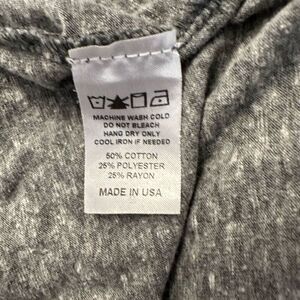 MACHINE WASH COLD
DO NOT BLEACH
HANG DRY ONLY
COOL IRON IF NEEDED
50% COTTON
25% POLYESTER
25% RAYON
MADE IN USA